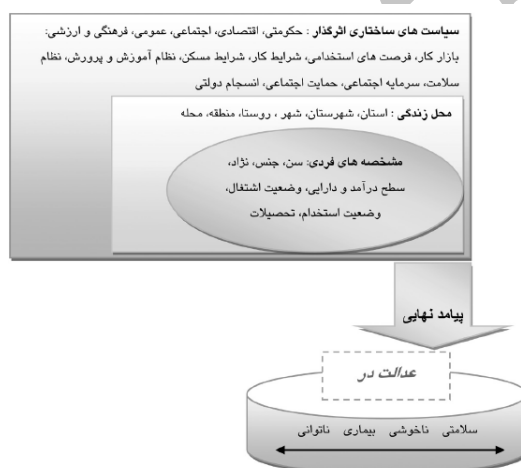 سیاست های ساختاری اثرگذار : حکومتی، اقتصادی، اجتماعی، عمومی، فرهنگی و ارزشی:
بازار کار، فرصت های استخدامی، شرایط کار، شرایط مسکن، نظام آموزش و پرورش، نظام
سلامت، سرمایه اجتماعی، حمایت اجتماعی، انسجام دولتی
محل زندگی : استان، شهرستان، شهر ، روستا، منطقه، محله
مشخصه های فردی: سن، جنس، نژاد،
سطح درآمد و دارایی، وضعیت اشتغال،
وضعیت استخدام، تحصیلات
پیامد نهایی
عدالت در
سلامتی ناخوشی بیماری ناتوانی